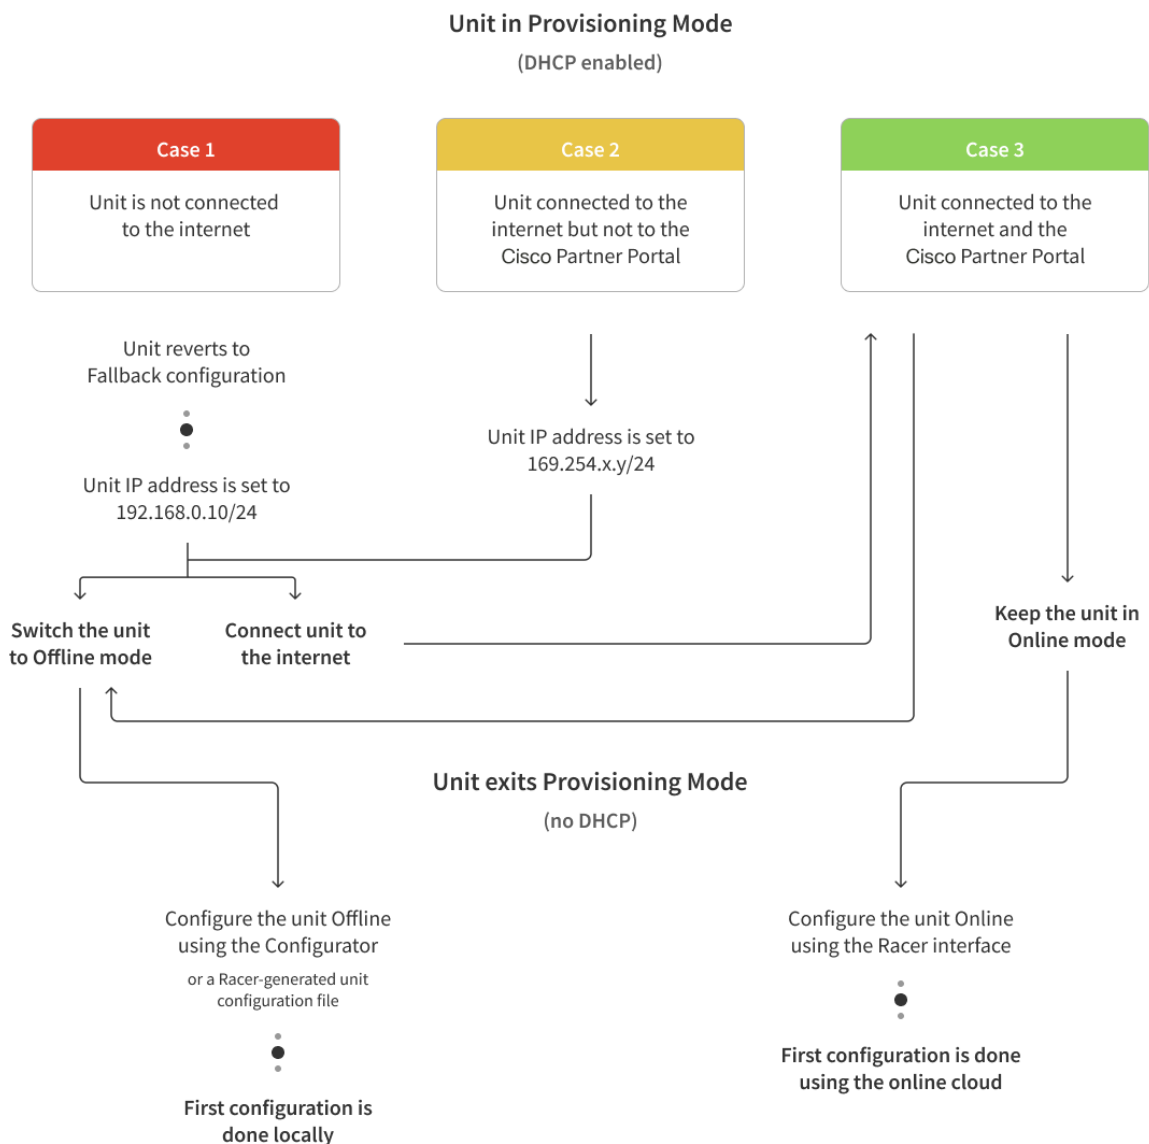 Unit in Provisioning Mode
(DHCP enabled)
Case 1
Unit is not connected
to the internet
Case 2
Unit connected to the
internet but not to the
Cisco Partner Portal
Case 3
Unit connected to the
internet and the
Cisco Partner Portal
Unit reverts to
Fallback configuration
Unit IP address is set to
192.168.0.10/24
Unit IP address is set to
169.254.x.y/24
Switch the unit
to Offline mode
Connect unit to
the internet
Keep the unit in
Online mode
Unit exits Provisioning Mode
(no DHCP)
Configure the unit Offline
using the Configurator
or a Racer-generated unit
configuration file
First configuration is
done locally
Configure the unit Online
using the Racer interface
First configuration is done
using the online cloud